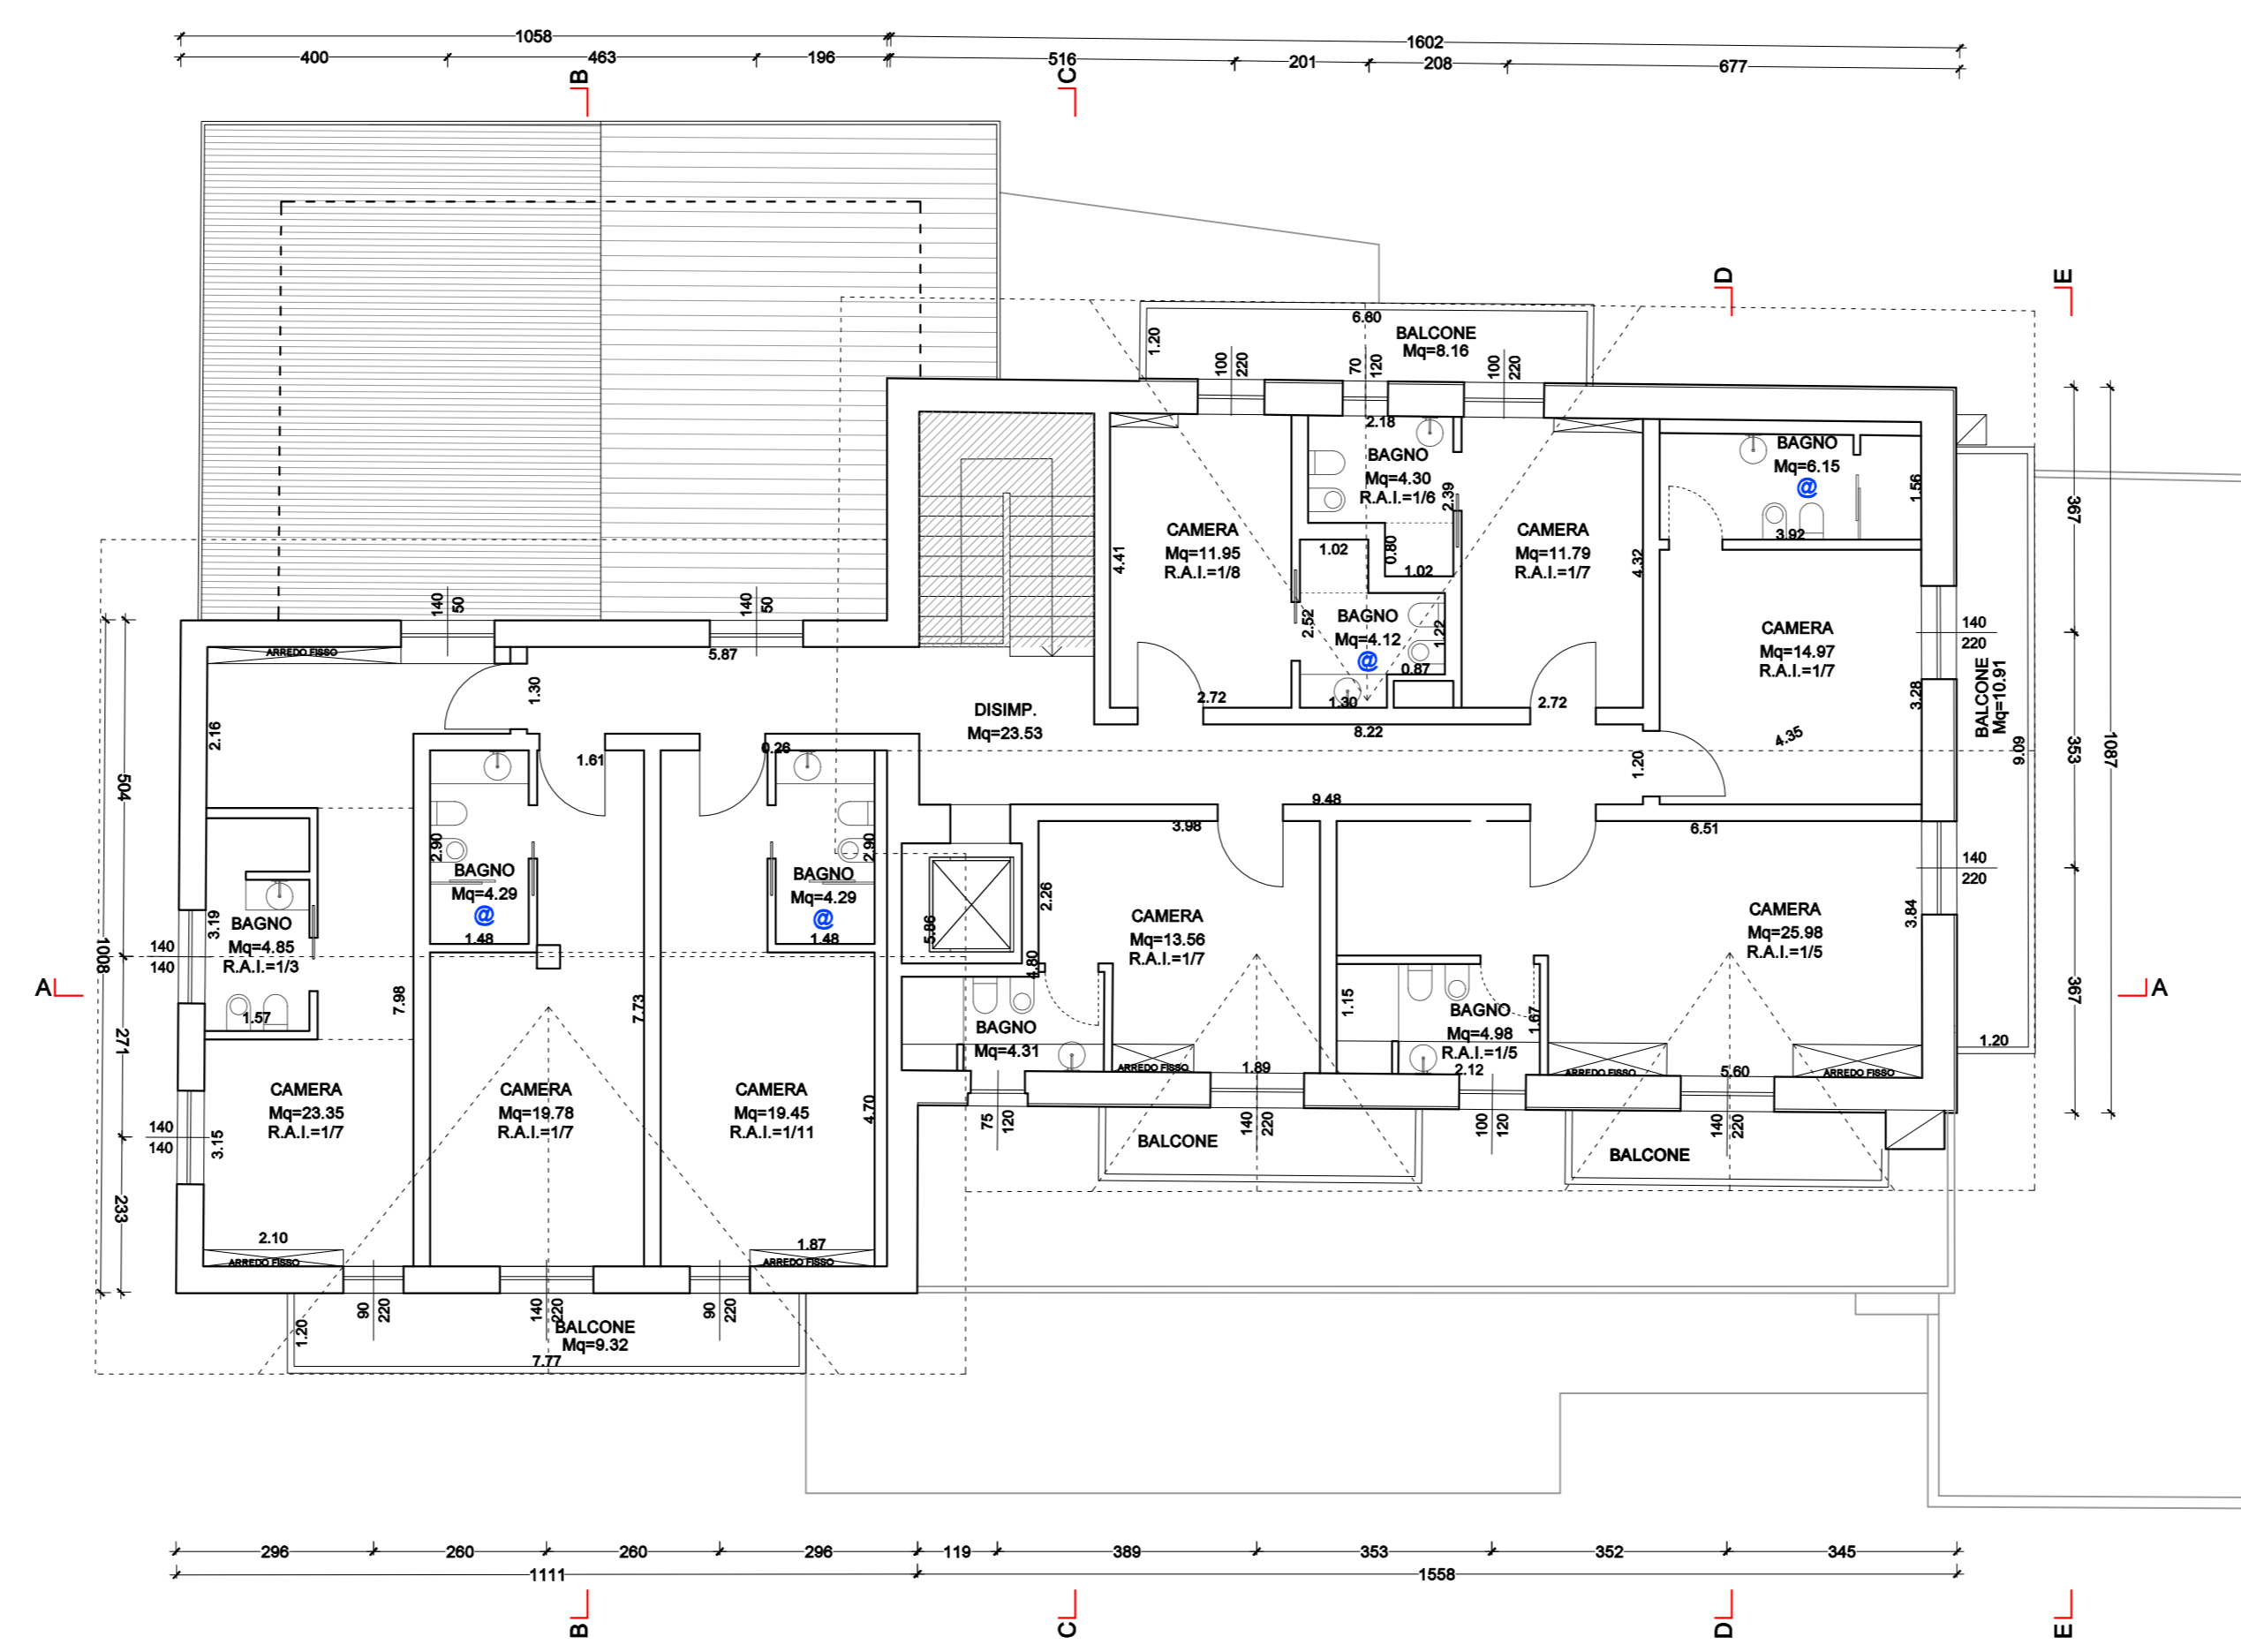 1058
1602
400
463
196
516
201
208
677
B
C
D
E
6.80
BALCONE
Mq=8.16
1.20
100
220
70
120
100
220
2.18
BAGNO
Mq=4.30
R.A.I.=1/6
2.39
BAGNO
Mq=6.15
@
1.56
3.92
367
CAMERA
Mq=11.95
R.A.I.=1/8
4.41
1.02
0.80
1.02
CAMERA
Mq=11.79
R.A.I.=1/7
4.32
140
50
140
50
BAGNO
Mq=4.12
@
2.52
1.22
0.87
1.30
CAMERA
Mq=14.97
R.A.I.=1/7
140
220
3.28
BALCONE
Mq=10.91
ARREDO FISSO
5.87
1.30
2.16
2.72
2.72
DISIMP.
Mq=23.53
8.22
4.35
1.20
9.09
353
1087
504
1.61
0.26
9.48
3.98
6.51
2.90
BAGNO
Mq=4.29
@
1.48
2.90
BAGNO
Mq=4.29
@
1.48
140
220
3.84
BAGNO
Mq=4.85
R.A.I.=1/3
3.19
1.57
140
140
1008
5.86
2.26
4.80
CAMERA
Mq=13.56
R.A.I.=1/7
CAMERA
Mq=25.98
R.A.I.=1/5
A
A
7.98
7.73
BAGNO
Mq=4.31
1.15
BAGNO
Mq=4.98
R.A.I.=1/5
2.12
1.67
367
1.20
271
CAMERA
Mq=23.35
R.A.I.=1/7
CAMERA
Mq=19.78
R.A.I.=1/7
CAMERA
Mq=19.45
R.A.I.=1/11
4.70
ARREDO FISSO
1.89
ARREDO FISSO
5.60
ARREDO FISSO
140
140
3.15
75
120
BALCONE
140
220
100
120
BALCONE
140
220
233
2.10
ARREDO FISSO
1.87
ARREDO FISSO
90
220
140
220
90
220
1.20
BALCONE
Mq=9.32
7.77
296
260
260
296
119
389
353
352
345
1111
1558
B
C
D
E